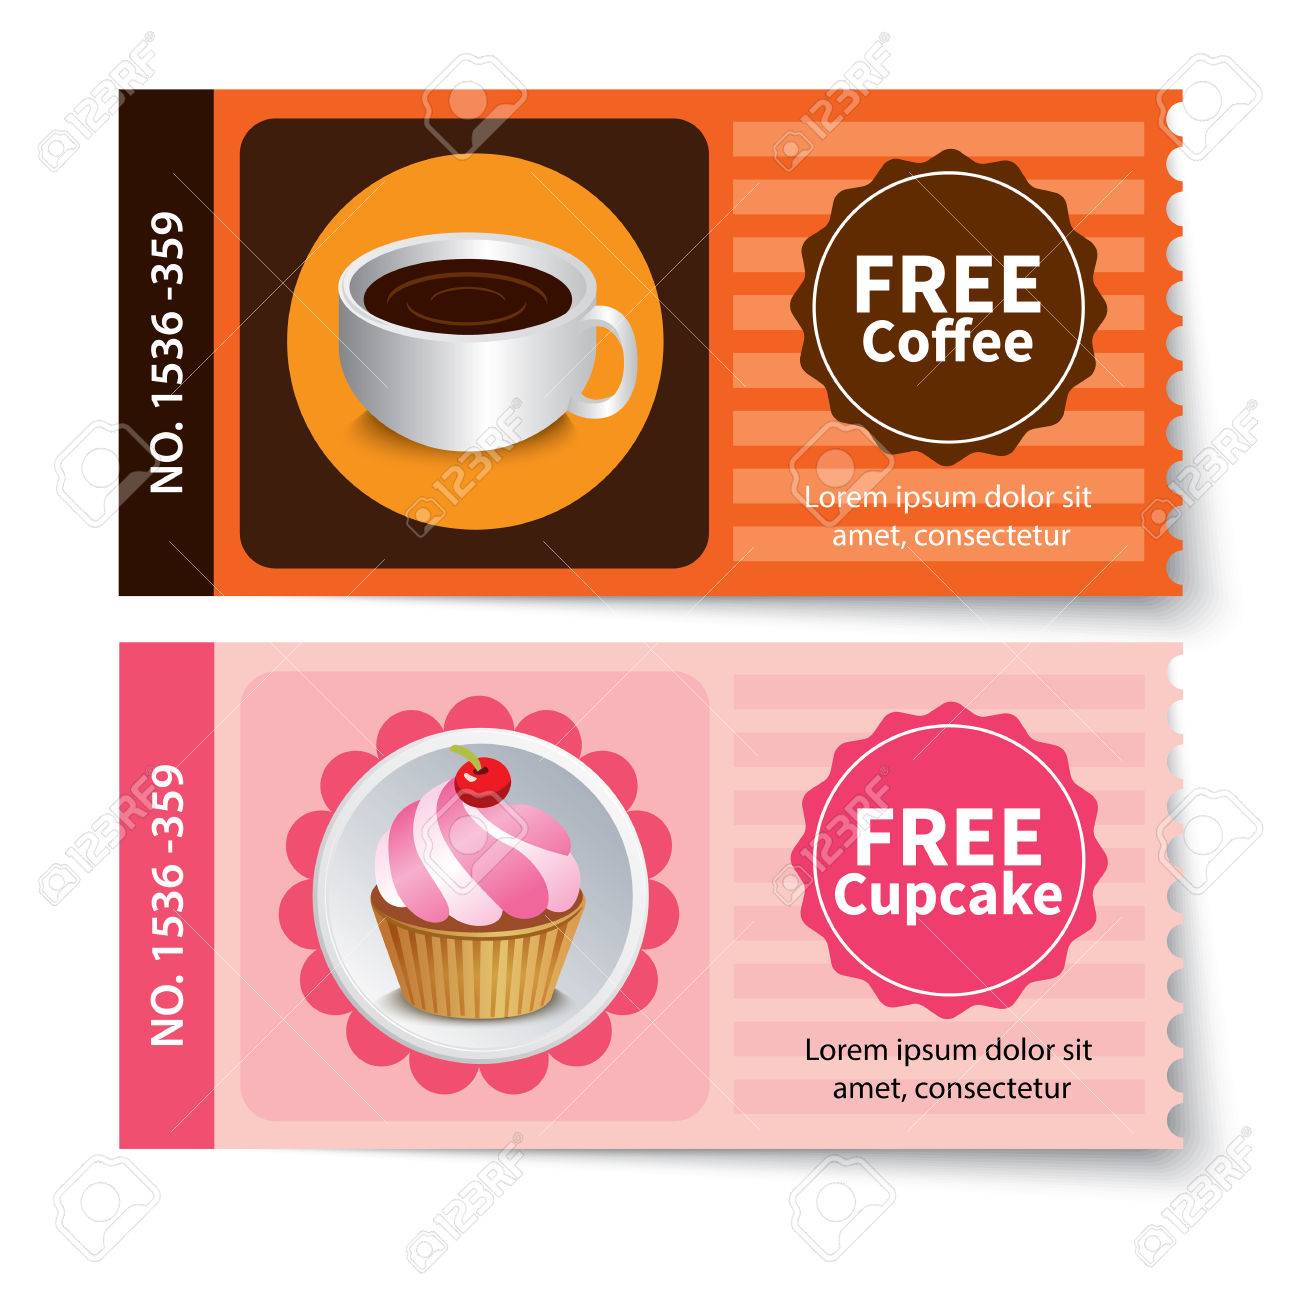 NO. 1536 -359
FREE
Coffee
Lorem ipsum dolor sit
amet, consectetur
NO. 1536 -359
FREE
Cupcake
Lorem ipsum dolor sit
amet, consectetur
123RF